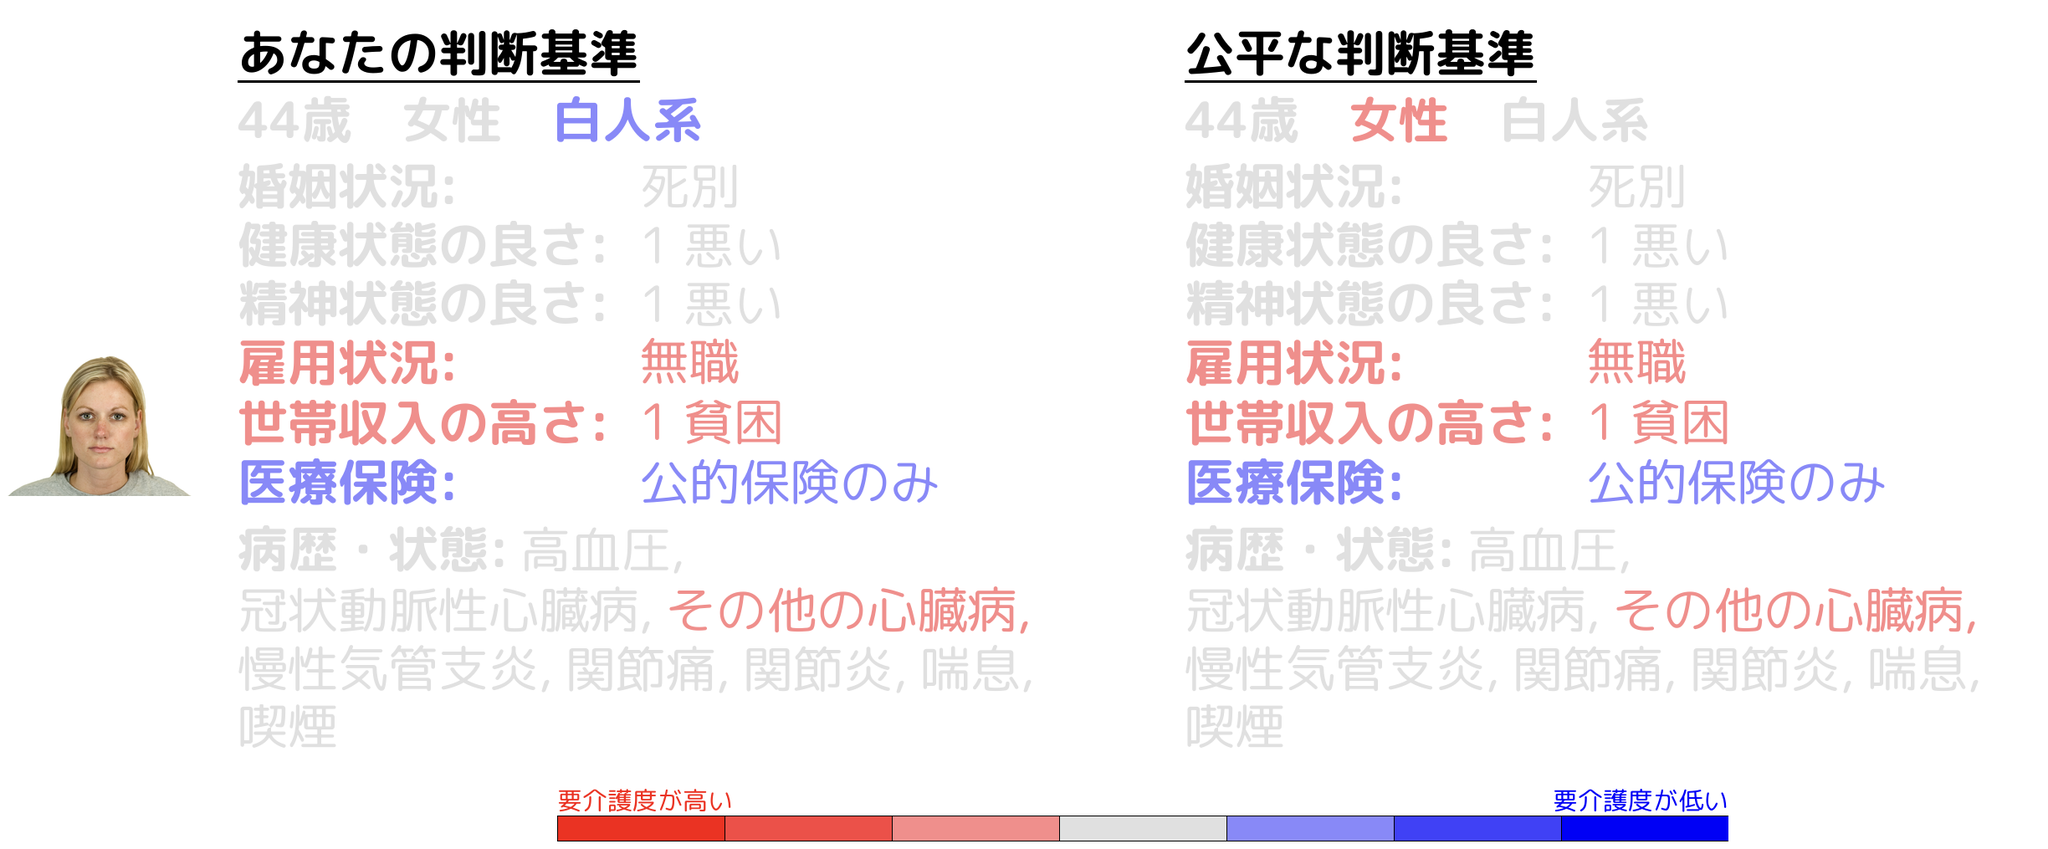 あなたの判断基準
44歳　女性　白人系
婚姻状況: 死別
健康状態の良さ: 1 悪い
精神状態の良さ: 1 悪い
雇用状況: 無職
世帯収入の高さ: 1 貧困
医療保険: 公的保険のみ
病歴・状態: 高血圧,
冠状動脈性心臓病, その他の心臓病,
慢性気管支炎, 関節痛, 関節炎, 喘息,
喫煙
公平な判断基準
44歳　女性　白人系
婚姻状況: 死別
健康状態の良さ: 1 悪い
精神状態の良さ: 1 悪い
雇用状況: 無職
世帯収入の高さ: 1 貧困
医療保険: 公的保険のみ
病歴・状態: 高血圧,
冠状動脈性心臓病, その他の心臓病,
慢性気管支炎, 関節痛, 関節炎, 喘息,
喫煙
要介護度が高い
要介護度が低い